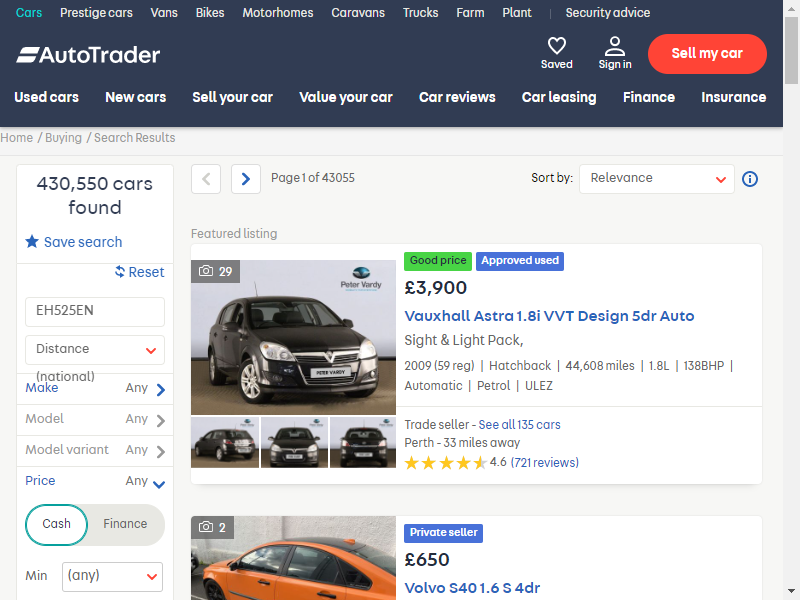 Cars Prestige cars Vans Bikes Motorhomes Caravans Trucks Farm Plant | Security advice
AutoTrader
Saved
Sign in
Sell my car
Used cars New cars Sell your car Value your car Car reviews Car leasing Finance Insurance
Home / Buying / Search Results
430,550 cars
found
Save search
Reset
EH525EN
Distance
(national)
Make Any
Model Any
Model variant Any
Price Any
Cash Finance
Min (any)
Page 1 of 43055
Sort by: Relevance
Featured listing
29
Peter Vardy
PETER VARDY
Good price Approved used
£3,900
Vauxhall Astra 1.8i VVT Design 5dr Auto
Sight & Light Pack,
2009 (59 reg) | Hatchback | 44,608 miles | 1.8L | 138BHP |
Automatic | Petrol | ULEZ
Trade seller - See all 135 cars
Perth - 33 miles away
4.6 (721 reviews)
2
Private seller
£650
Volvo S40 1.6 S 4dr